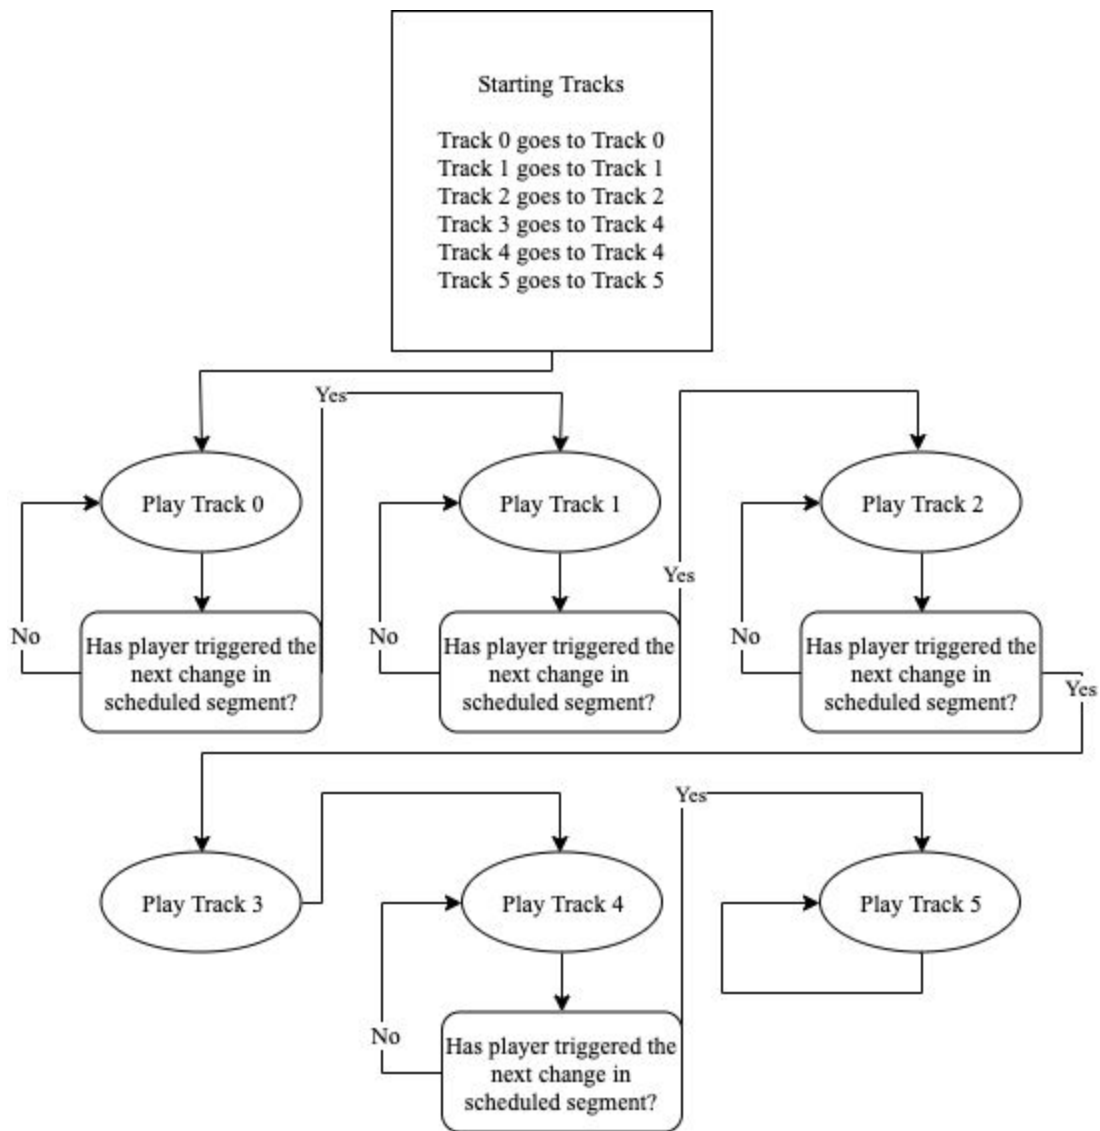 Starting Tracks
Track 0 goes to Track 0
Track 1 goes to Track 1
Track 2 goes to Track 2
Track 3 goes to Track 4
Track 4 goes to Track 4
Track 5 goes to Track 5
Yes
Play Track 0
Play Track 1
Play Track 2
Yes
No
Has player triggered the
next change in
scheduled segment?
No
Has player triggered the
next change in
scheduled segment?
No
Has player triggered the
next change in
scheduled segment?
Yes
Yes
Play Track 3
Play Track 4
Play Track 5
No
Has player triggered the
next change in
scheduled segment?